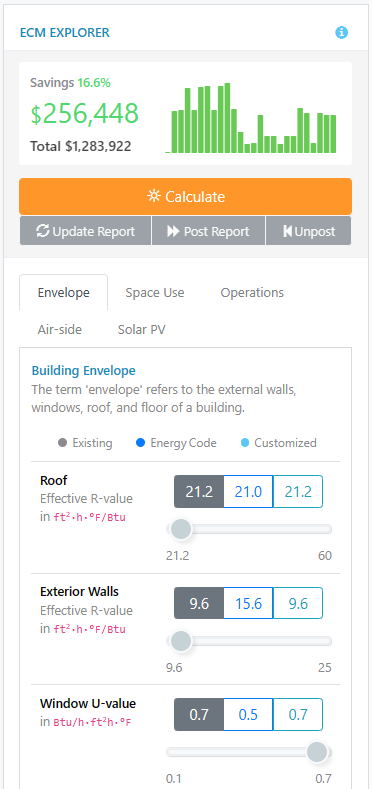 ECM EXPLORER
Savings 16.6%
$256,448
Total $1,283,922
Calculate
Update Report Post Report Unpost
Envelope Space Use Operations
Air-side Solar PV
Building Envelope
The term 'envelope' refers to the external walls,
windows, roof, and floor of a building.
Existing Energy Code Customized
Roof
Effective R-value
in ft²·h·°F/Btu
21.2 21.0 21.2
21.2 60
Exterior Walls
Effective R-value
in ft²·h·°F/Btu
9.6 15.6 9.6
9.6 25
Window U-value
in Btu/h·ft²h·°F
0.7 0.5 0.7
0.1 0.7